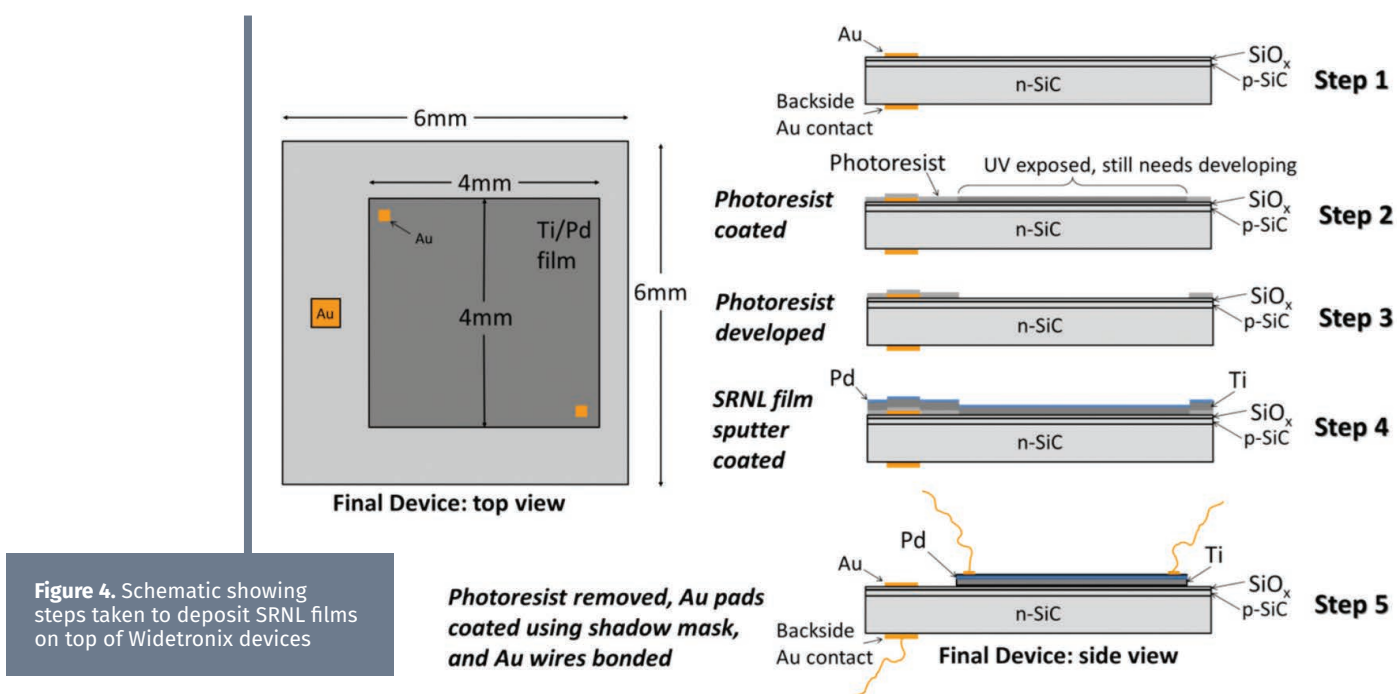 6mm
4mm
Au
Ti/Pd
film
6mm
4mm
Au
Final Device: top view
Figure 4. Schematic showing
steps taken to deposit SRNL films
on top of Widetronix devices
Au
SiOx
p-SiC
n-SiC
Backside
Au contact
Step 1
Photoresist
UV exposed, still needs developing
Photoresist
coated
SiOx
p-SiC
n-SiC
Step 2
Photoresist
developed
SiOx
p-SiC
n-SiC
Step 3
Pd
Ti
SRNL film
sputter
coated
SiOx
p-SiC
n-SiC
Step 4
Photoresist removed, Au pads
coated using shadow mask,
and Au wires bonded
Pd
Ti
Au
SiOx
p-SiC
n-SiC
Backside
Au contact
Step 5
Final Device: side view